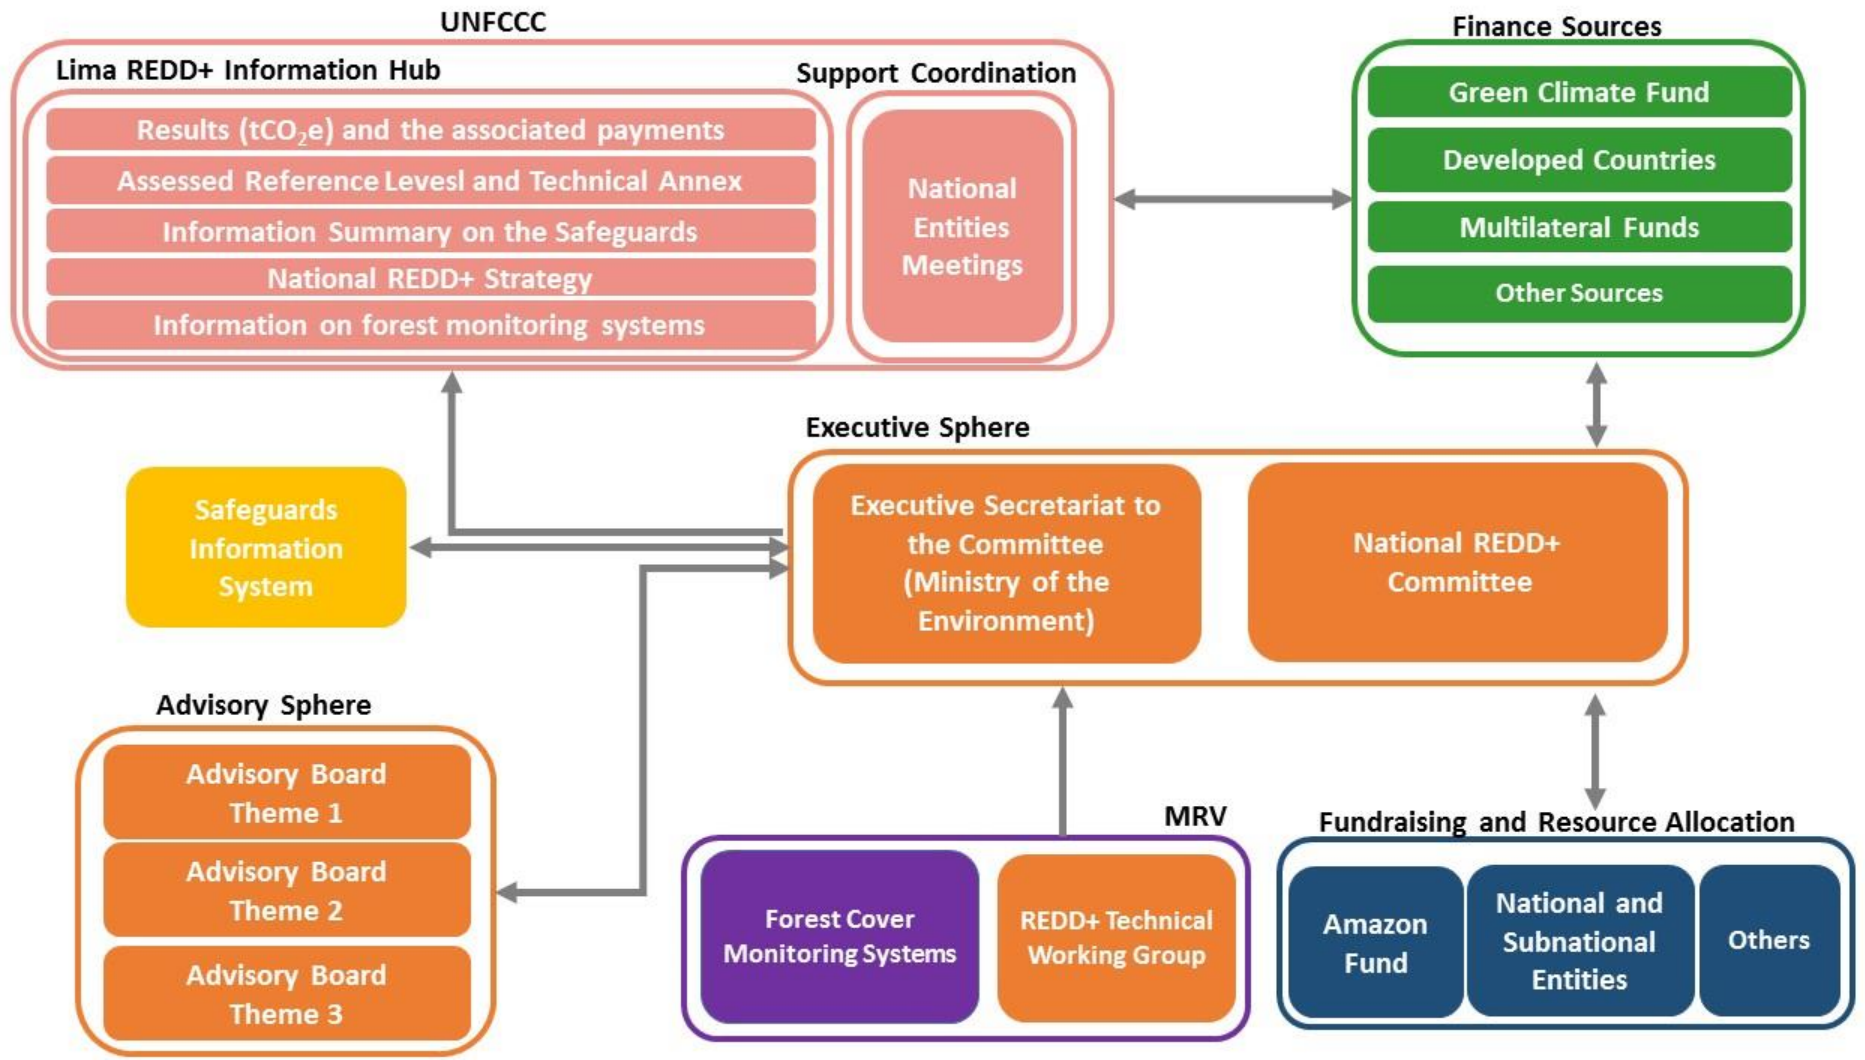 UNFCCC
Lima REDD+ Information Hub
Results (tCO₂e) and the associated payments
Assessed Reference Levesl and Technical Annex
Information Summary on the Safeguards
National REDD+ Strategy
Information on forest monitoring systems
Support Coordination
National
Entities
Meetings
Finance Sources
Green Climate Fund
Developed Countries
Multilateral Funds
Other Sources
Executive Sphere
Executive Secretariat to
the Committee
(Ministry of the
Environment)
National REDD+
Committee
Safeguards
Information
System
Advisory Sphere
Advisory Board
Theme 1
Advisory Board
Theme 2
Advisory Board
Theme 3
MRV
Forest Cover
Monitoring Systems
REDD+ Technical
Working Group
Fundraising and Resource Allocation
Amazon
Fund
National and
Subnational
Entities
Others